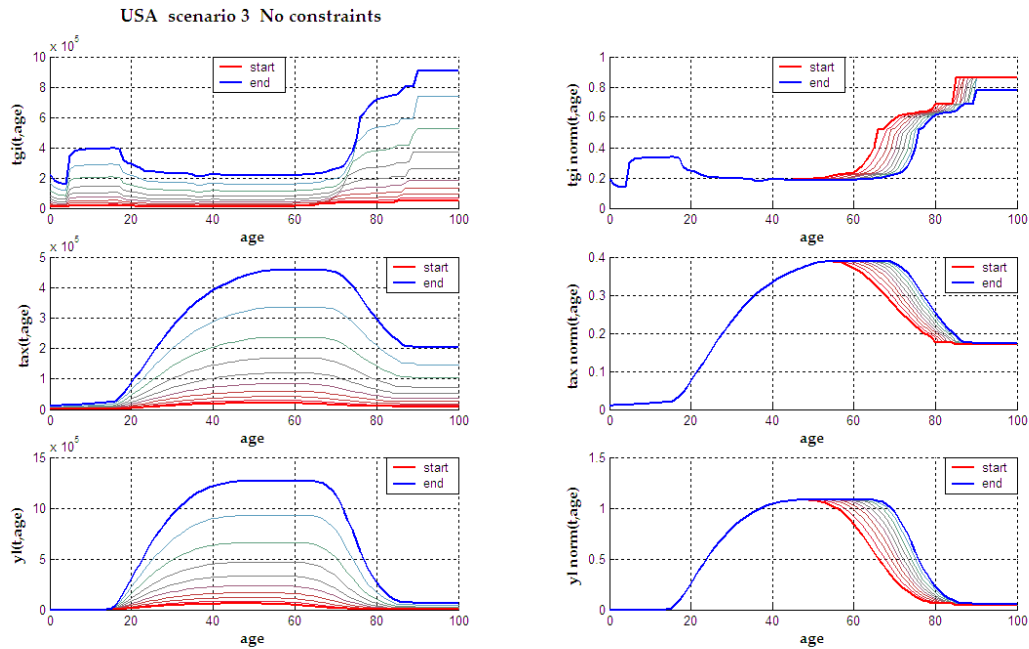 USA scenario 3 No constraints
x 10^5
tgi(t,age)
10
8
6
4
2
0
0 20 40 60 80 100
age
start
end
tgi norm(t,age)
1
0.8
0.6
0.4
0.2
0
0 20 40 60 80 100
age
start
end
x 10^5
tax(t,age)
5
4
3
2
1
0
0 20 40 60 80 100
age
start
end
tax norm(t,age)
0.4
0.3
0.2
0.1
0
0 20 40 60 80 100
age
start
end
x 10^5
yl(t,age)
15
10
5
0
0 20 40 60 80 100
age
start
end
yl norm(t,age)
1.5
1
0.5
0
0 20 40 60 80 100
age
start
end